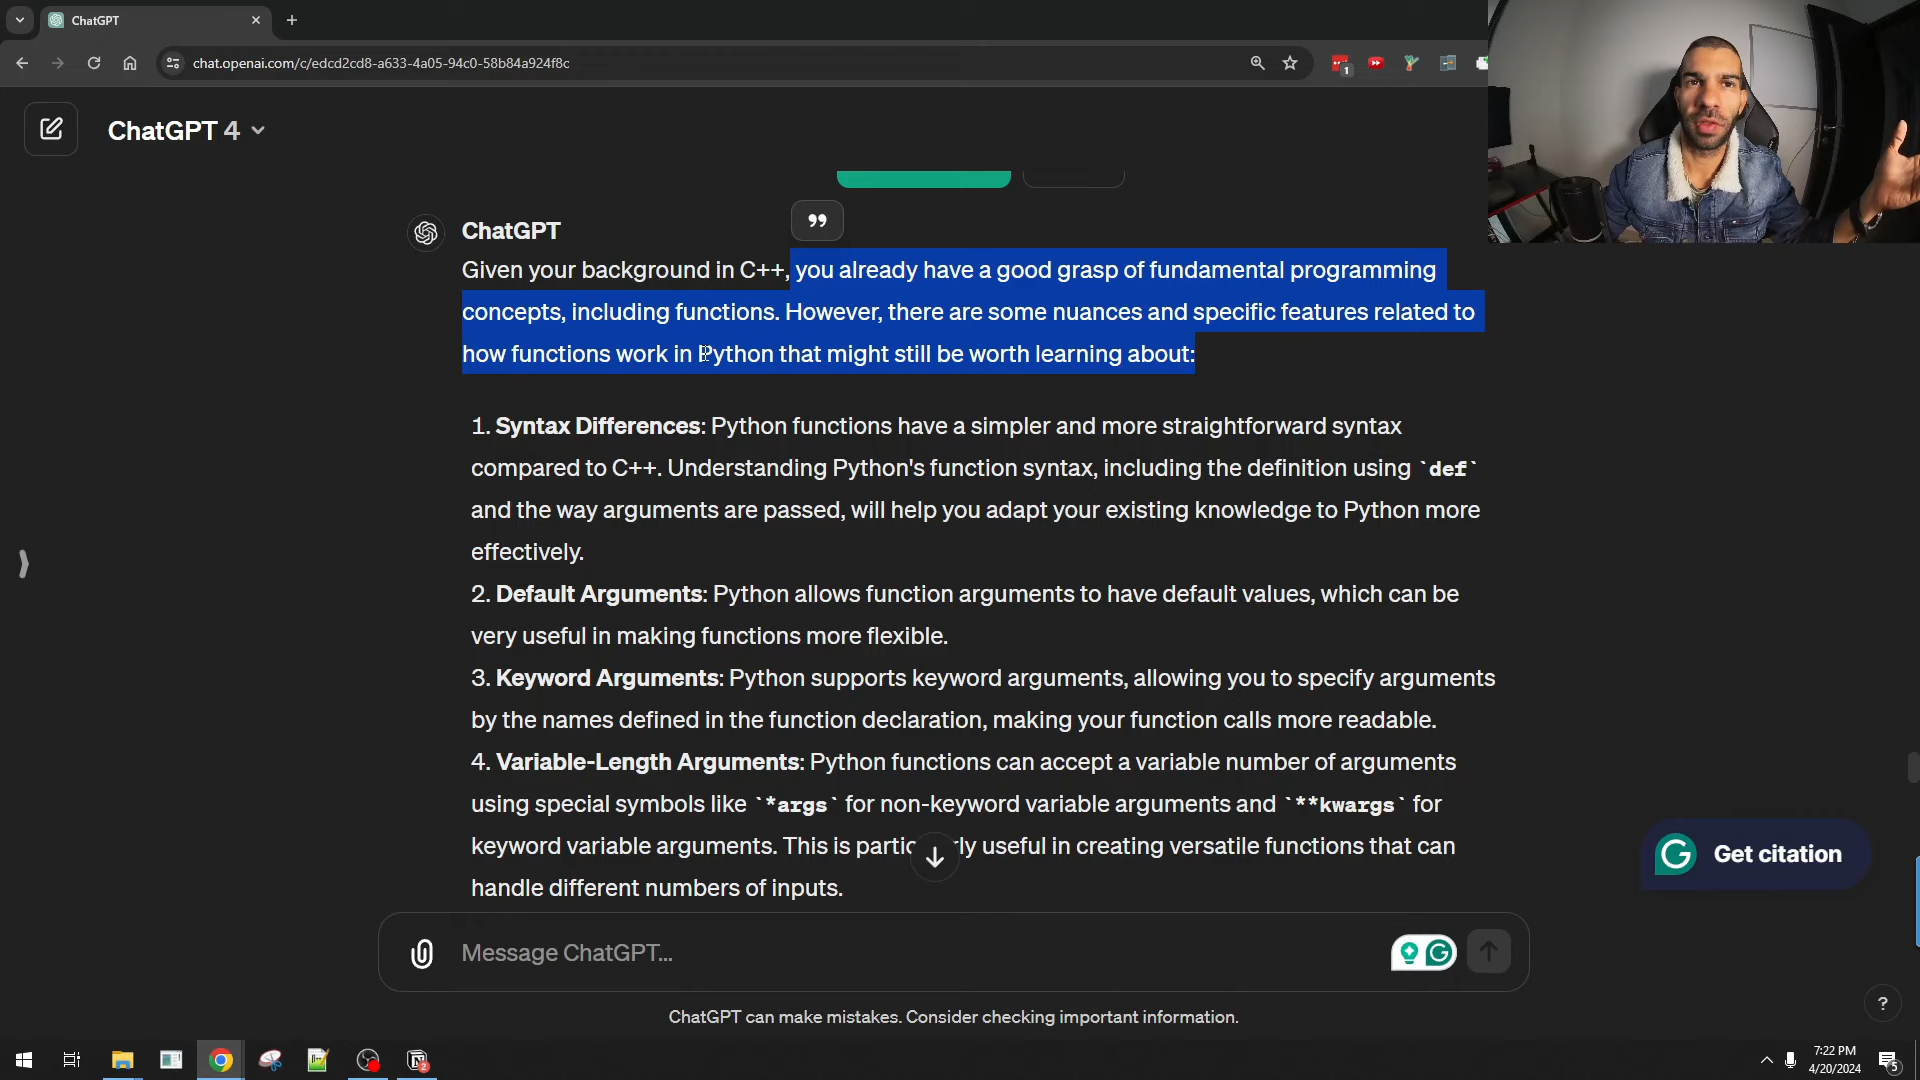 ChatGPT
chat.openai.com/c/edcd2cd8-a633-4a05-94c0-58b84a924f8c
1
ChatGPT 4
ChatGPT
Given your background in C++, you already have a good grasp of fundamental programming
concepts, including functions. However, there are some nuances and specific features related to
how functions work in Python that might still be worth learning about:
1. Syntax Differences: Python functions have a simpler and more straightforward syntax
compared to C++. Understanding Python's function syntax, including the definition using `def`
and the way arguments are passed, will help you adapt your existing knowledge to Python more
effectively.
2. Default Arguments: Python allows function arguments to have default values, which can be
very useful in making functions more flexible.
3. Keyword Arguments: Python supports keyword arguments, allowing you to specify arguments
by the names defined in the function declaration, making your function calls more readable.
4. Variable-Length Arguments: Python functions can accept a variable number of arguments
using special symbols like `*args` for non-keyword variable arguments and `**kwargs` for
keyword variable arguments. This is particularly useful in creating versatile functions that can
handle different numbers of inputs.
Get citation
Message ChatGPT...
ChatGPT can make mistakes. Consider checking important information.
?
2
7:22 PM
4/20/2024
5